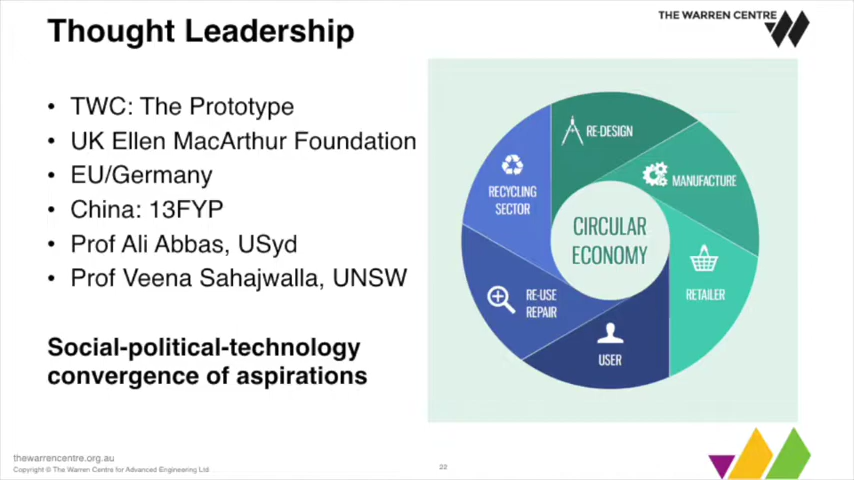 Thought Leadership
THE WARREN CENTRE
• TWC: The Prototype
• UK Ellen MacArthur Foundation
• EU/Germany
• China: 13FYP
• Prof Ali Abbas, USyd
• Prof Veena Sahajwalla, UNSW
Social-political-technology
convergence of aspirations
RE-DESIGN
MANUFACTURE
RETAILER
USER
RE-USE
REPAIR
RECYCLING
SECTOR
CIRCULAR
ECONOMY
thewarrencentre.org.au
Copyright © The Warren Centre for Advanced Engineering Ltd
22